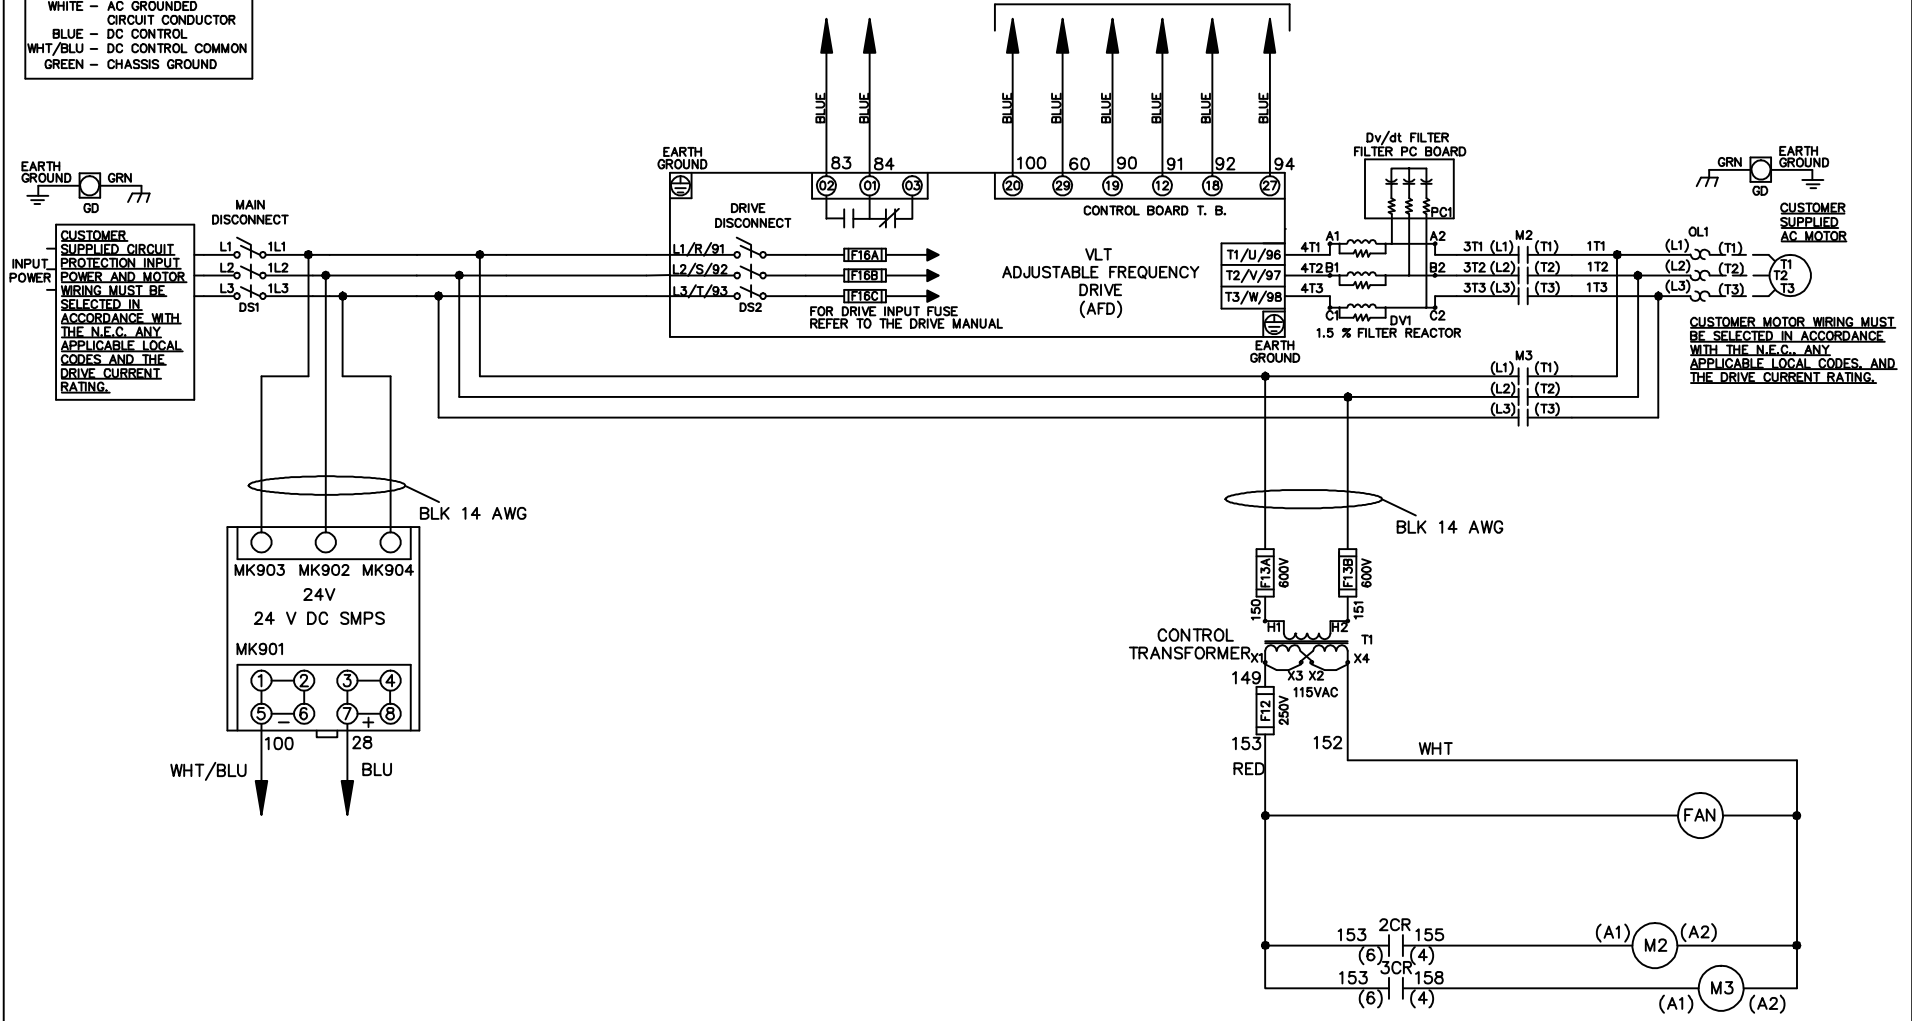 WHITE – AC GROUNDED
CIRCUIT CONDUCTOR
BLUE – DC CONTROL
WHT/BLU – DC CONTROL COMMON
GREEN – CHASSIS GROUND
BLUE
BLUE
BLUE
BLUE
BLUE
BLUE
BLUE
BLUE
EARTH
GROUND
GRN
GD
MAIN
DISCONNECT
EARTH
GROUND
83
84
02
01
03
100
60
90
91
92
94
20
29
19
12
18
27
CONTROL BOARD T. B.
Dv/dt FILTER
FILTER PC BOARD
PC1
GRN
EARTH
GROUND
GD
CUSTOMER
SUPPLIED
AC MOTOR
INPUT
POWER
CUSTOMER
SUPPLIED CIRCUIT
PROTECTION INPUT
POWER AND MOTOR
WIRING MUST BE
SELECTED IN
ACCORDANCE WITH
THE N.E.C. ANY
APPLICABLE LOCAL
CODES AND THE
DRIVE CURRENT
RATING.
L1 1L1
L2 1L2
L3 1L3
DS1
DRIVE
DISCONNECT
L1/R/91
L2/S/92
L3/T/93
DS2
F16A
F16B
F16C
FOR DRIVE INPUT FUSE
REFER TO THE DRIVE MANUAL
VLT
ADJUSTABLE FREQUENCY
DRIVE
(AFD)
T1/U/96
T2/V/97
T3/W/98
EARTH
GROUND
4T1 A1 A2
4T2 B1 B2
4T3
C1 C2
DV1
1.5 % FILTER REACTOR
M2
3T1 (L1) (T1) 1T1
3T2 (L2) (T2) 1T2
3T3 (L3) (T3) 1T3
OL1
(L1) (T1)
(L2) (T2)
(L3) (T3)
T1
T2
T3
CUSTOMER MOTOR WIRING MUST
BE SELECTED IN ACCORDANCE
WITH THE N.E.C.. ANY
APPLICABLE LOCAL CODES. AND
THE DRIVE CURRENT RATING.
M3
(L1) (T1)
(L2) (T2)
(L3) (T3)
BLK 14 AWG
MK903 MK902 MK904
24V
24 V DC SMPS
MK901
1 2 3 4
5 – 6 7 + 8
100 28
WHT/BLU BLU
BLK 14 AWG
F13A
600V
F13B
600V
150
151
H1 H2
CONTROL
TRANSFORMER
T1
X1 X4
X3 X2
149
115VAC
F12
250V
153 152
WHT
RED
FAN
2CR
153 155
(6) (4)
(A1) M2 (A2)
3CR
153 158
(6) (4)
(A1) M3 (A2)